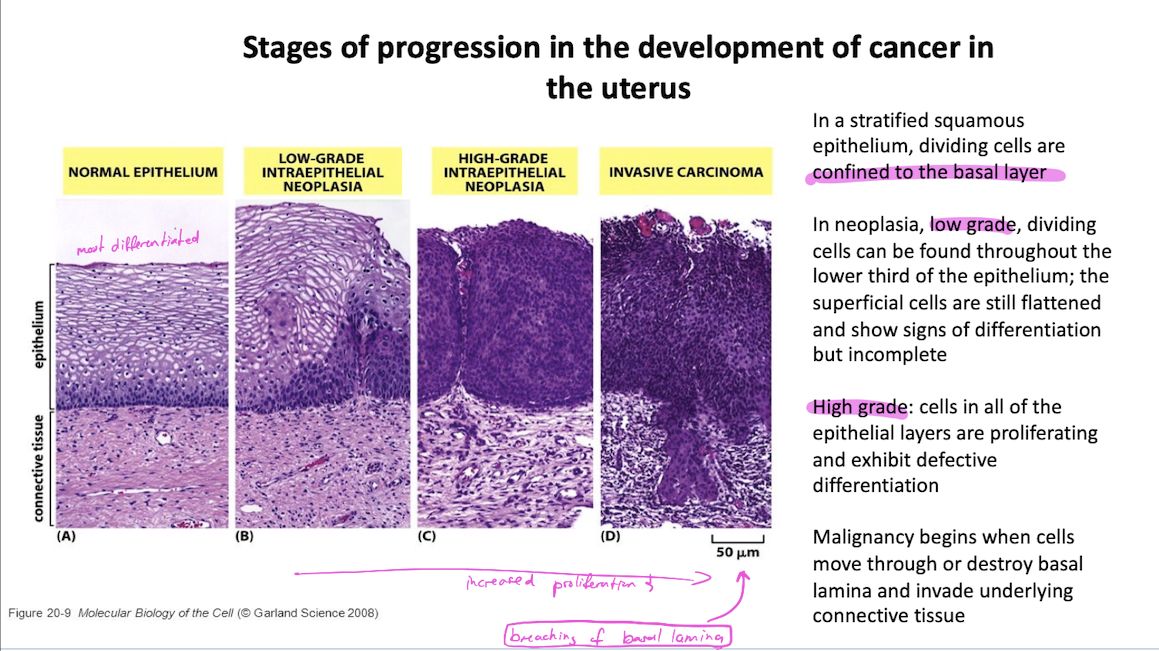 Stages of progression in the development of cancer in
the uterus
NORMAL EPITHELIUM
LOW-GRADE
INTRAEPITHELIAL
NEOPLASIA
HIGH-GRADE
INTRAEPITHELIAL
NEOPLASIA
INVASIVE CARCINOMA
most differentiated
epithelium
connective tissue
(A)
(B)
(C)
(D)
50 μm
increased proliferation
breaching of basal lamina
Figure 20-9 Molecular Biology of the Cell (© Garland Science 2008)
In a stratified squamous
epithelium, dividing cells are
confined to the basal layer
In neoplasia, low grade, dividing
cells can be found throughout the
lower third of the epithelium; the
superficial cells are still flattened
and show signs of differentiation
but incomplete
High grade: cells in all of the
epithelial layers are proliferating
and exhibit defective
differentiation
Malignancy begins when cells
move through or destroy basal
lamina and invade underlying
connective tissue